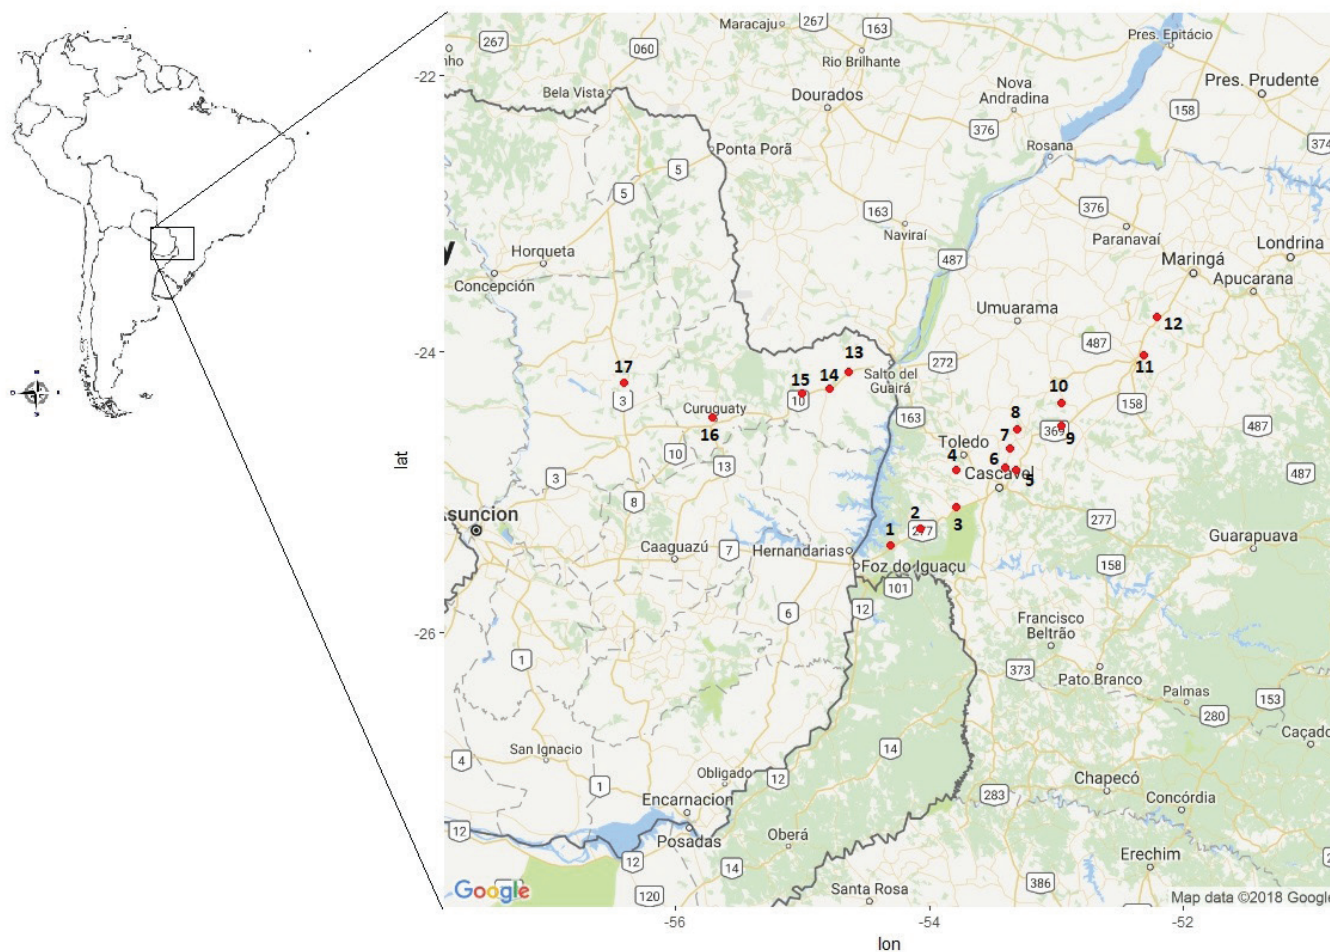 Maracaju
267
163
Pres. Epitácio
267
060
Rio Brilhante
-22
Bela Vista
Dourados
Nova
Andradina
158
Pres. Prudente
376
374
Ponta Porã
5
Rosana
5
163
376
Naviraí
Paranavaí
Londrina
Horqueta
487
Maringá
Concepción
Apucarana
Umuarama
12
487
-24
13
272
11
17
Salto del
Guairá
15
14
10
3
10
Curuguaty
163
8
158
16
369
9
487
7
Toledo
10
4
6
13
Cascavel
5
487
3
lat
8
2
3
277
Asuncion
1
277
Guarapuava
Caaguazú
7
Hernandarias
Foz do Iguaçu
158
101
12
6
Francisco
Beltrão
-26
1
373
Pato Branco
Palmas
153
280
San Ignacio
14
Caçado
4
Obligado
12
Chapecó
1
283
Encarnacion
Concórdia
12
Posadas
Oberá
12
14
Erechim
386
Google
120
Santa Rosa
Map data ©2018 Google
-56
-54
-52
lon